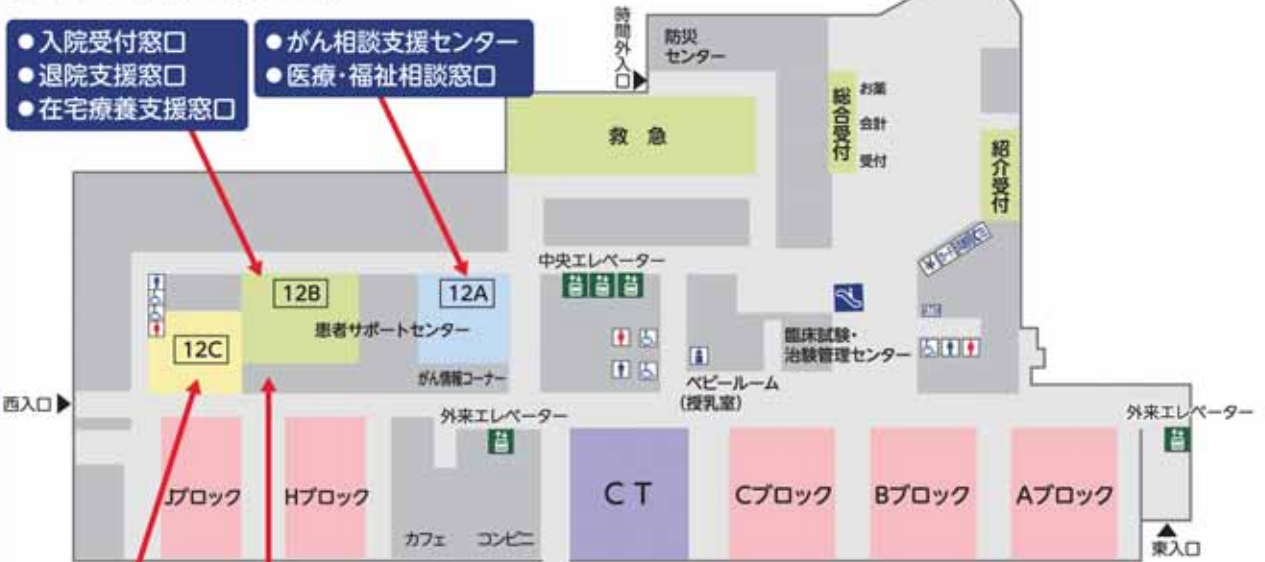 ●入院受付窓口
●退院支援窓口
●在宅療養支援窓口
●がん相談支援センター
●医療・福祉相談窓口
時間外入口▶
防災
センター
救急
総合受付
お薬
会計
受付
紹介受付
中央エレベーター
12B
12A
患者サポートセンター
12C
がん情報コーナー
臨床試験・
治験管理センター
ベビールーム
(授乳室)
西入口▶
外来エレベーター
外来エレベーター
Jブロック
Hブロック
カフェ
コンビニ
CT
Cブロック
Bブロック
Aブロック
▲
東入口